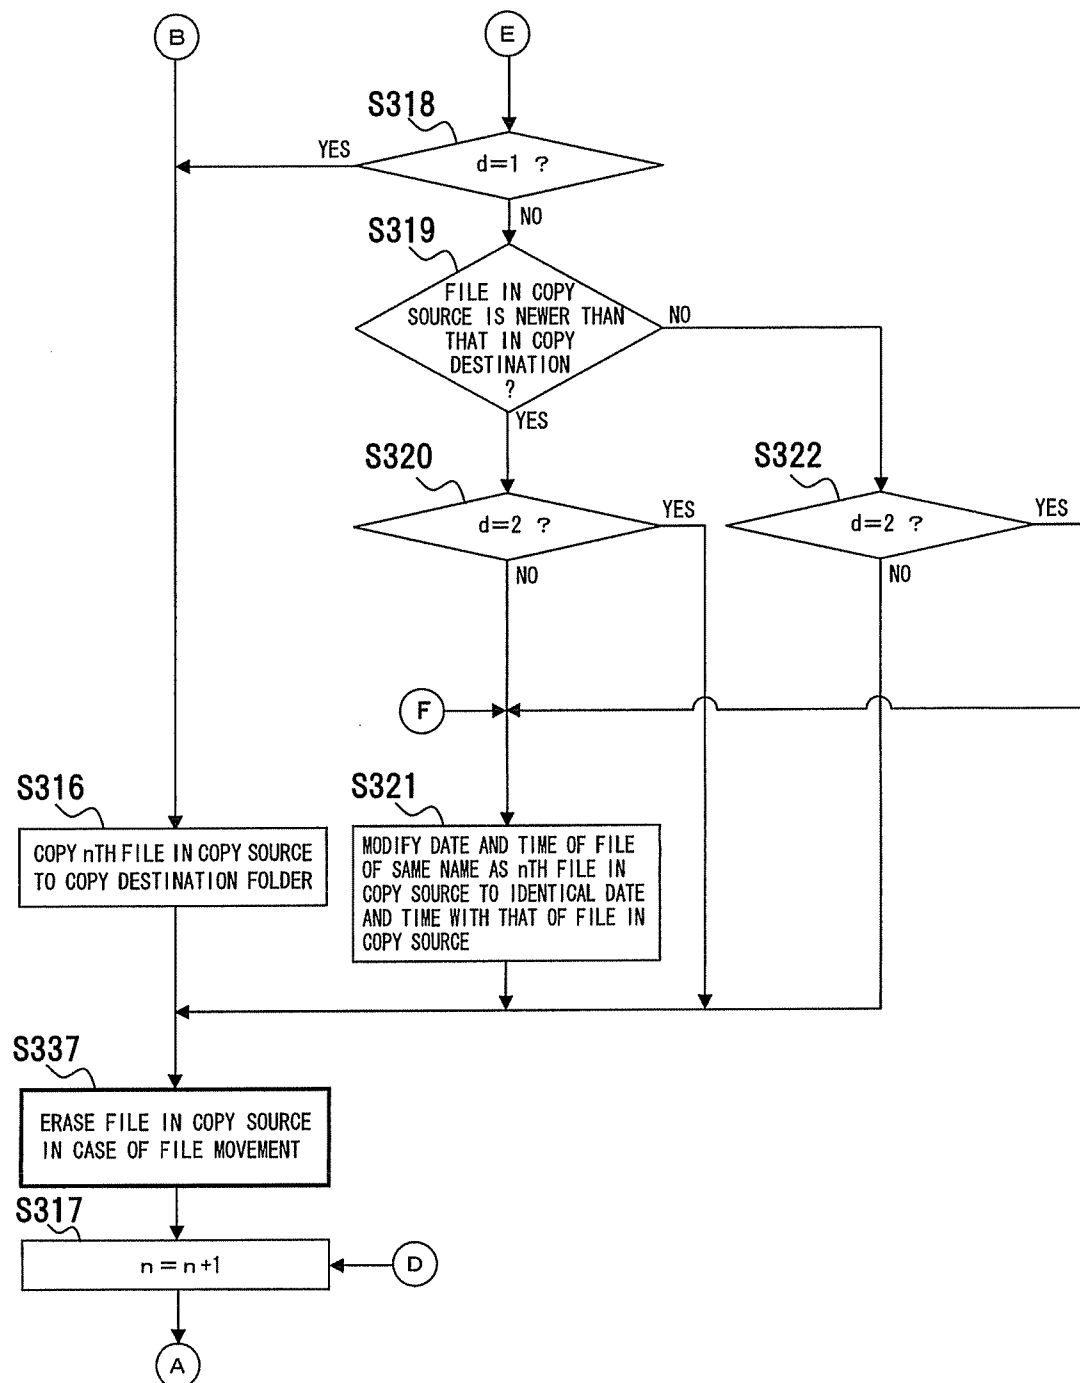 B
E
S318
YES
d=1 ?
NO
S319
FILE IN COPY
SOURCE IS NEWER THAN
THAT IN COPY
DESTINATION
?
NO
YES
S320
d=2 ?
YES
NO
S322
d=2 ?
YES
NO
F
S316
COPY nTH FILE IN COPY SOURCE
TO COPY DESTINATION FOLDER
S321
MODIFY DATE AND TIME OF FILE
OF SAME NAME AS nTH FILE IN
COPY SOURCE TO IDENTICAL DATE
AND TIME WITH THAT OF FILE IN
COPY SOURCE
S337
ERASE FILE IN COPY SOURCE
IN CASE OF FILE MOVEMENT
S317
n=n+1
D
A